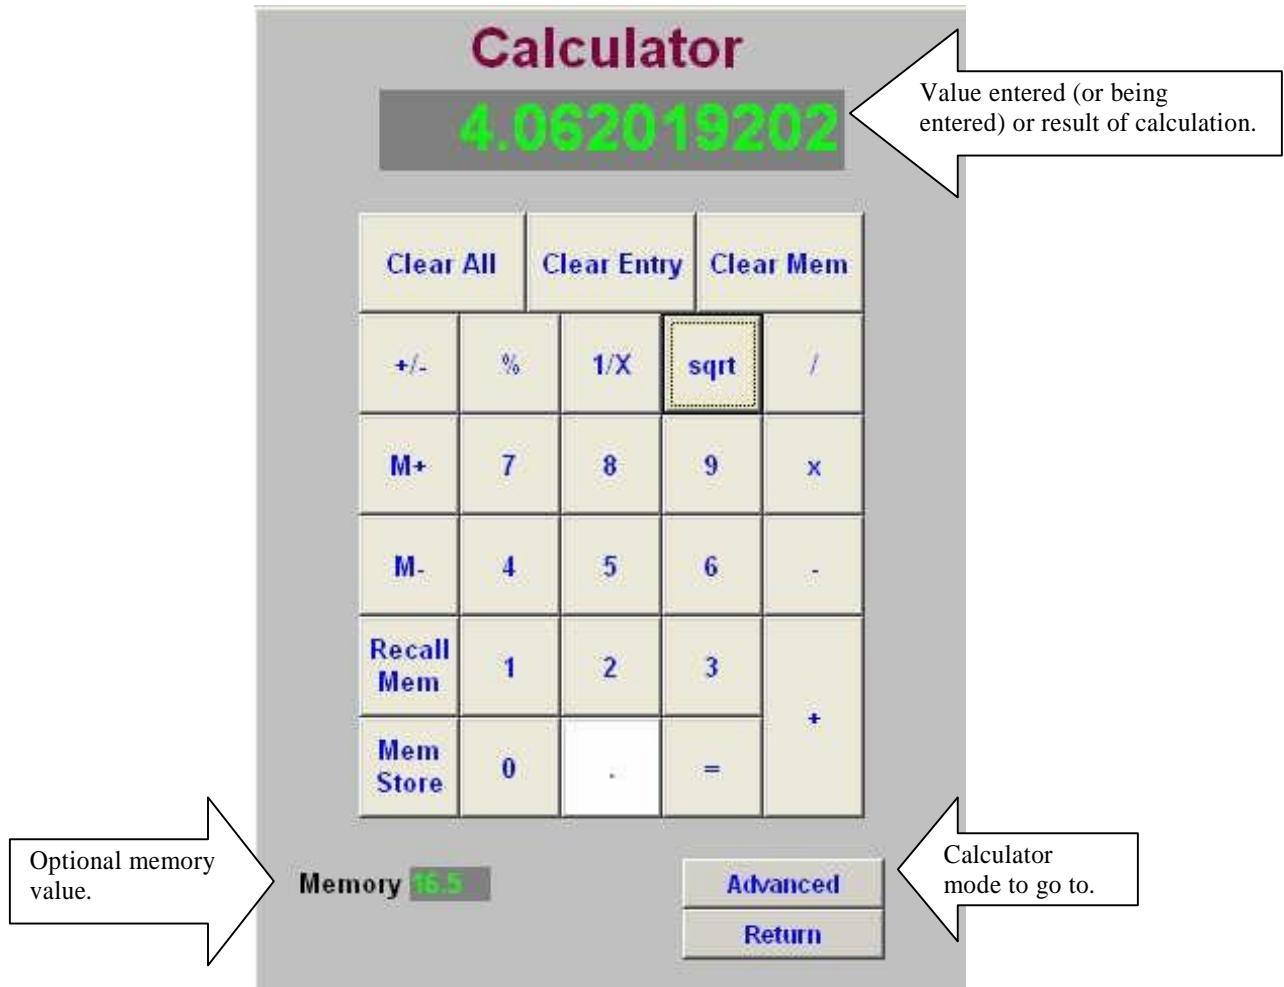 Calculator
4.062019202
Value entered (or being
entered) or result of calculation.
Clear All Clear Entry Clear Mem
+/- % 1/X sqrt /
M+ 7 8 9 x
M- 4 5 6 -
Recall
Mem 1 2 3
+
Mem
Store 0 . =
Optional memory
value.
Memory 16.5
Advanced
Return
Calculator
mode to go to.